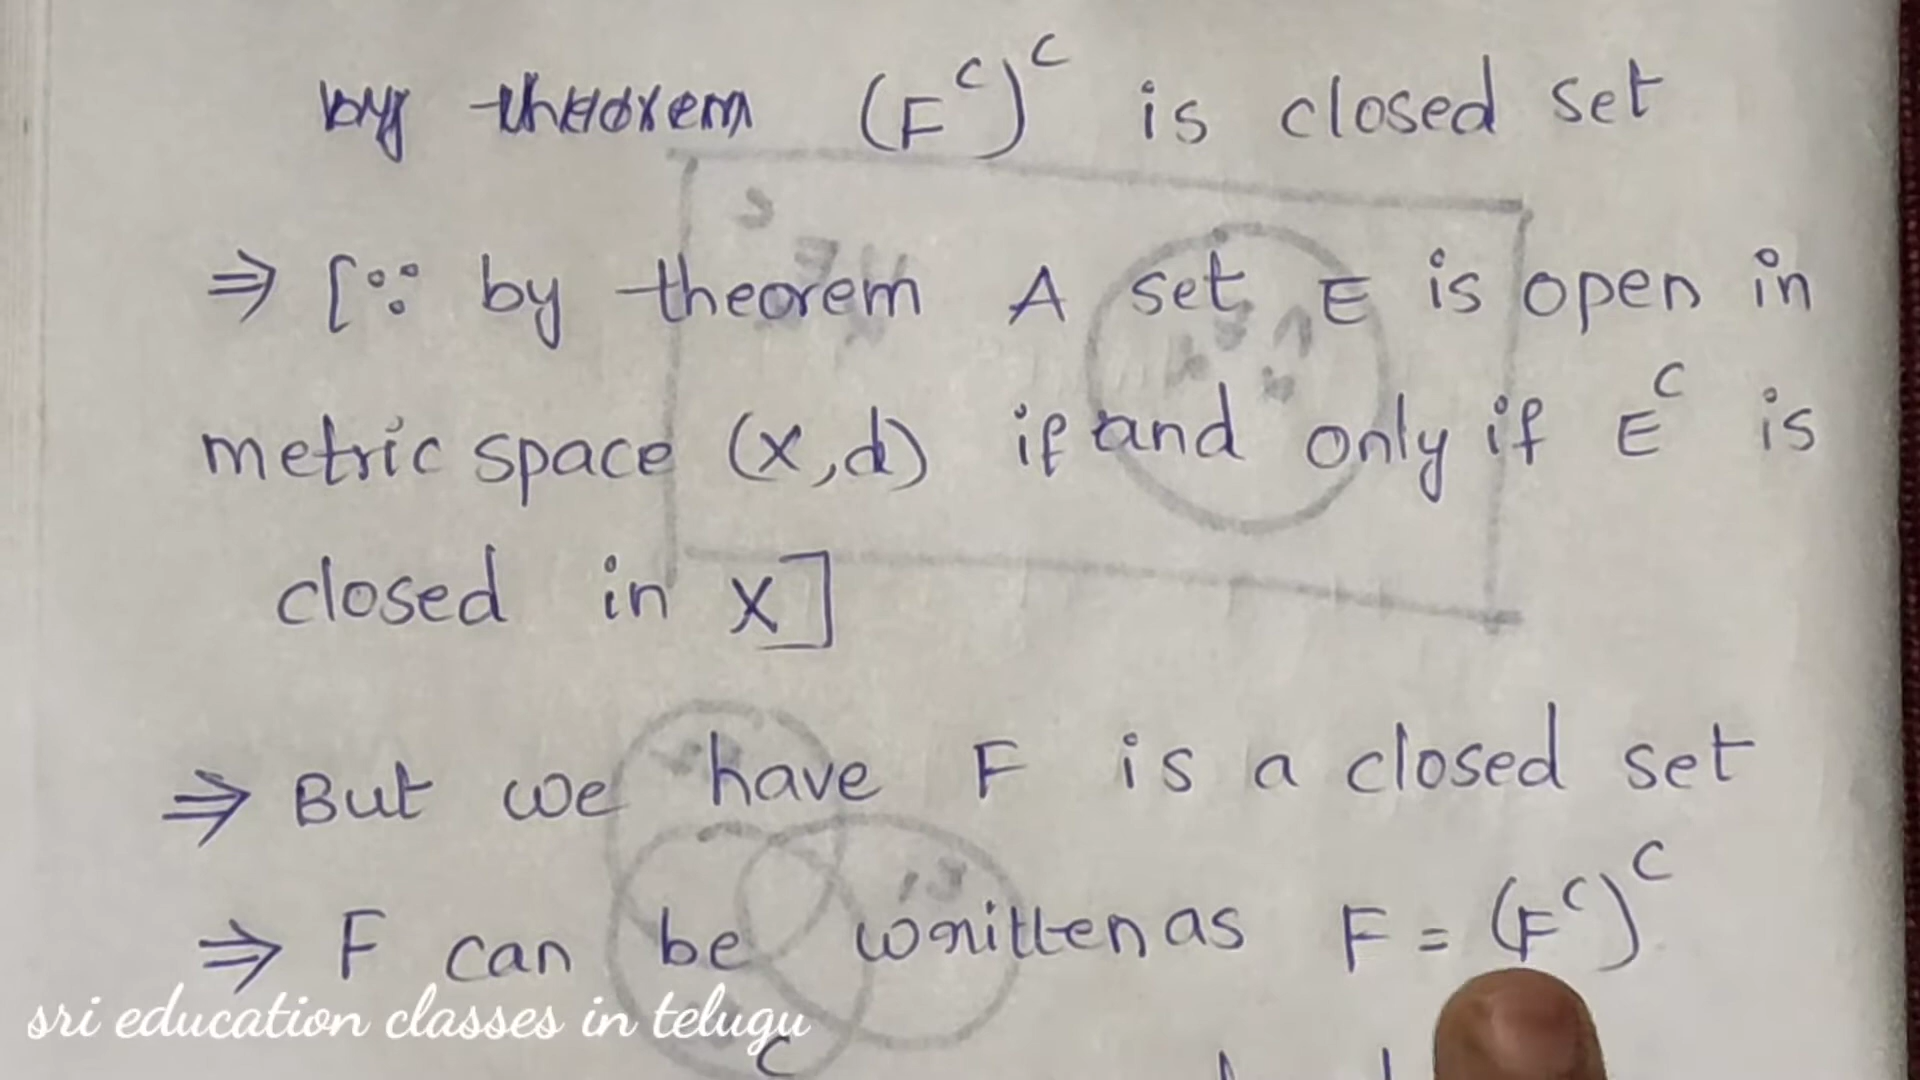 by theorem (F^c)^c is closed set
⇒ [∵ by theorem A set E is open in
metric space (X,d) if and only if E^c is
closed in X]
⇒ But we have F is a closed set
⇒ F can be written as F = (F^c)^c
sri education classes in telugu